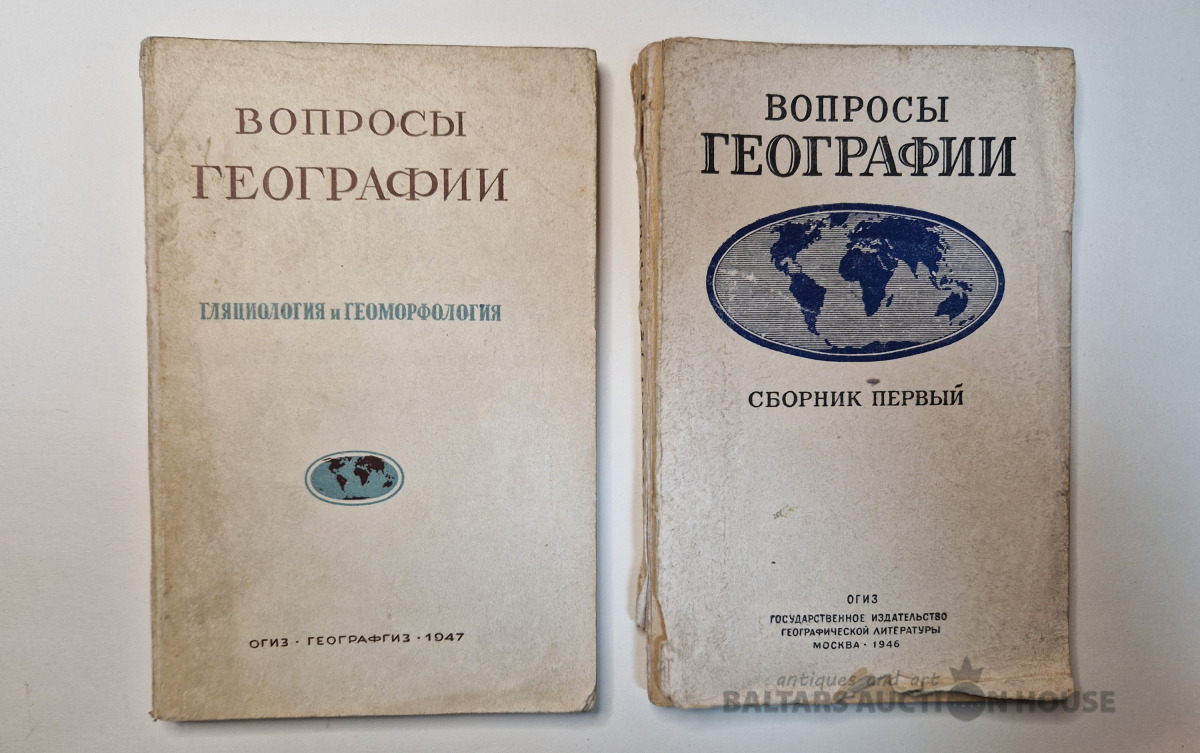 ВОПРОСЫ
ГЕОГРАФИИ
ГЛЯЦИОЛОГИЯ и ГЕОМОРФОЛОГИЯ
ОГИЗ · ГЕОГРАФГИЗ · 1947
ВОПРОСЫ
ГЕОГРАФИИ
СБОРНИК ПЕРВЫЙ
ОГИЗ
ГОСУДАРСТВЕННОЕ ИЗДАТЕЛЬСТВО
ГЕОГРАФИЧЕСКОЙ ЛИТЕРАТУРЫ
МОСКВА · 1946
antiques and art
BALTARS AUCTION HOUSE